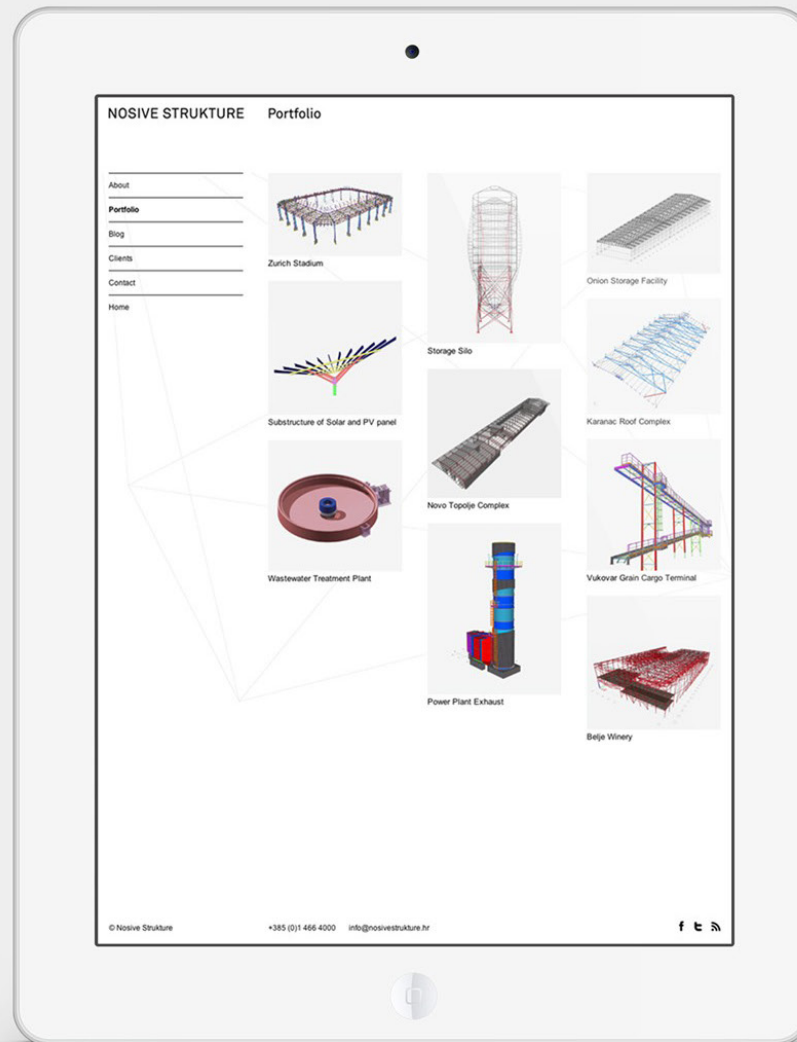 NOSIVE STRUKTURE
Portfolio
About
Portfolio
Blog
Clients
Contact
Home
Zurich Stadium
Substructure of Solar and PV panel
Wastewater Treatment Plant
Storage Silo
Novo Topolje Complex
Power Plant Exhaust
Onion Storage Facility
Karanac Roof Complex
Vukovar Grain Cargo Terminal
Belje Winery
© Nosive Strukture
+385 (0)1 466 4000
info@nosivestrukture.hr